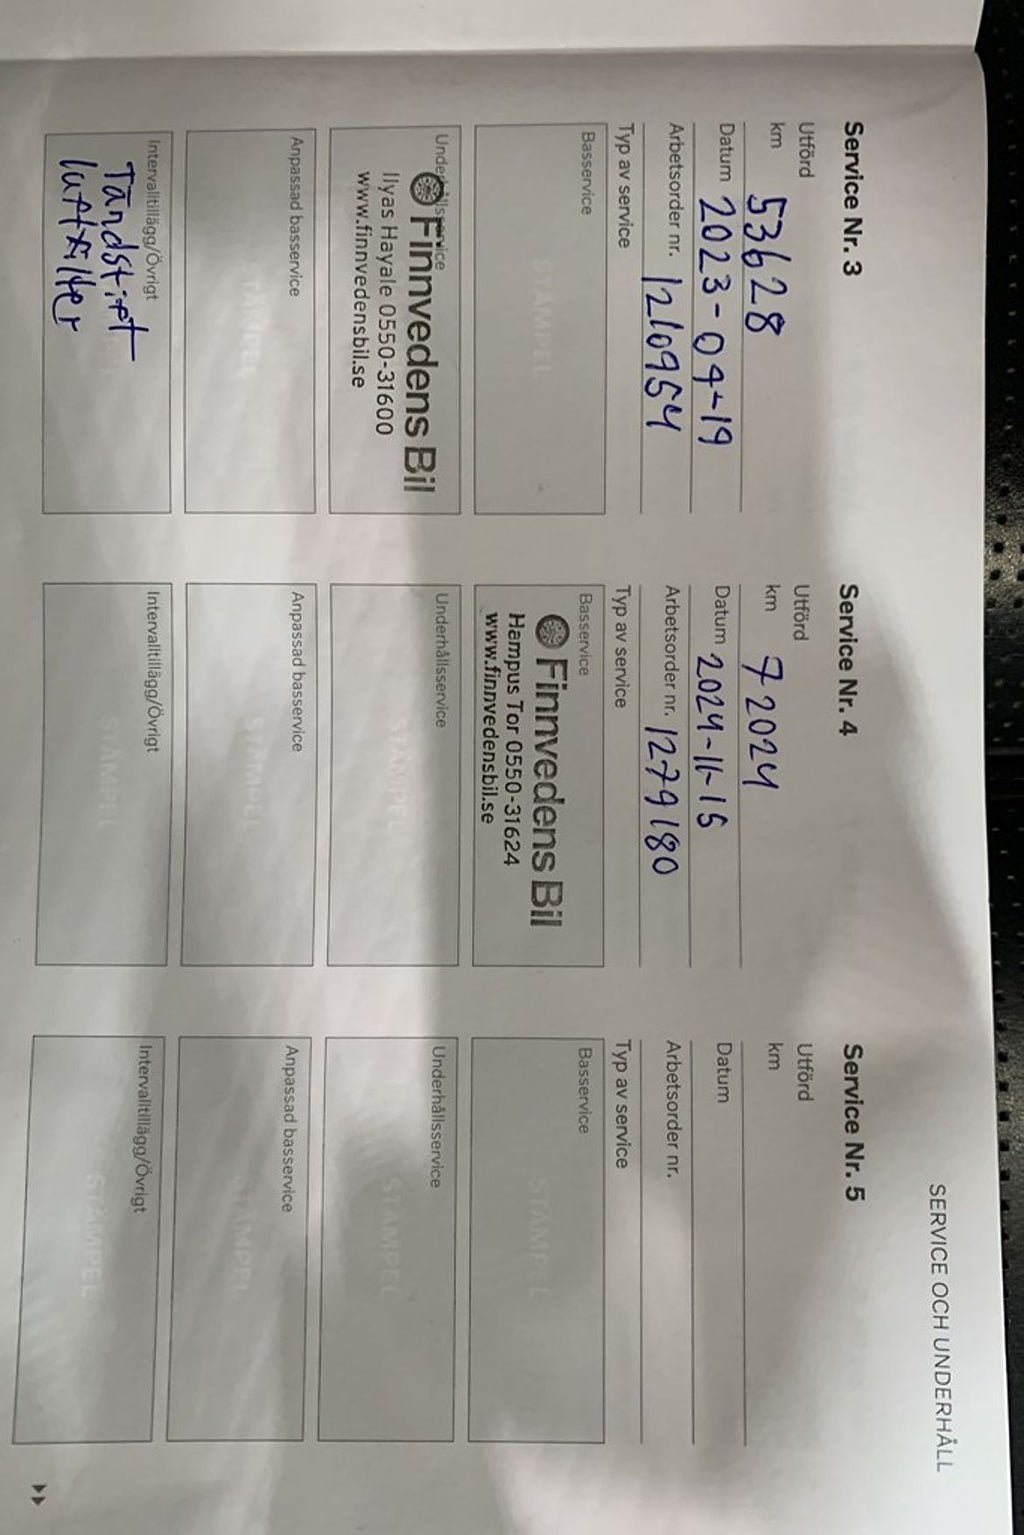 SERVICE OCH UNDERHÅLL
Service Nr. 3
Utförd
km 53628
Datum 2023-04-19
Arbetsorder nr. 1210954
Typ av service
Basservice
STÄMPEL
Underhållsservice
Finnvedens Bil
Ilyas Hayale 0550-31600
www.finnvedensbil.se
Anpassad basservice
STÄMPEL
Intervalltillägg/Övrigt
Tändstift
luftfilter
Service Nr. 4
Utförd
km 72024
Datum 2024-11-15
Arbetsorder nr. 1279180
Typ av service
Basservice
Finnvedens Bil
Hampus Tor 0550-31624
www.finnvedensbil.se
Underhållsservice
STÄMPEL
Anpassad basservice
STÄMPEL
Intervalltillägg/Övrigt
STÄMPEL
Service Nr. 5
Utförd
km
Datum
Arbetsorder nr.
Typ av service
Basservice
STÄMPEL
Underhållsservice
STÄMPEL
Anpassad basservice
STÄMPEL
Intervalltillägg/Övrigt
STÄMPEL